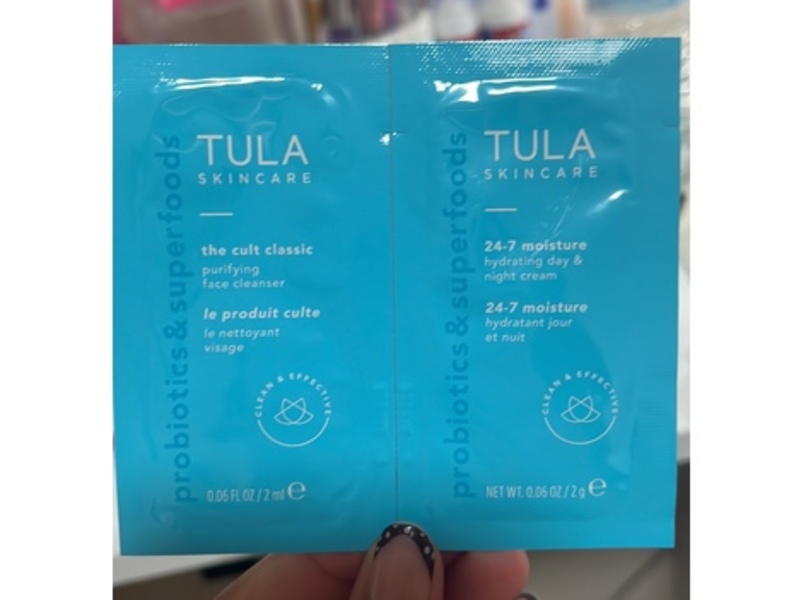 probiotics & superfoods
TULA
SKINCARE
the cult classic
purifying
face cleanser
le produit culte
le nettoyant
visage
CLEAN & EFFECTIVE
0.06 FL OZ / 2 ml e
probiotics & superfoods
TULA
SKINCARE
24-7 moisture
hydrating day &
night cream
24-7 moisture
hydratant jour
et nuit
CLEAN & EFFECTIVE
NET WT. 0.06 OZ / 2 g e